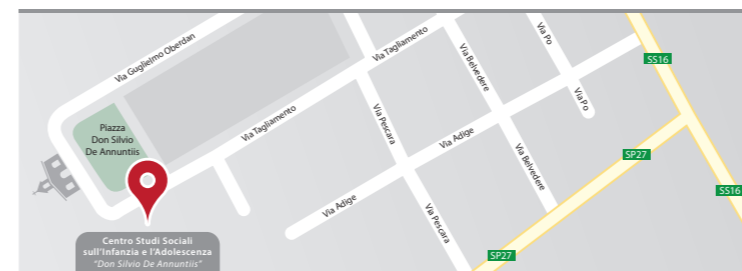 Via Guglielmo Oberdan
Via Tagliamento
Via Belvedere
Via Po
SS16
Piazza
Don Silvio
De Annuntiis
Via Tagliamento
Via Pescara
Via Adige
Via Po
Via Belvedere
SP27
SS16
Via Adige
Via Pescara
SP27
Centro Studi Sociali
sull'Infanzia e l'Adolescenza
"Don Silvio De Annuntiis"